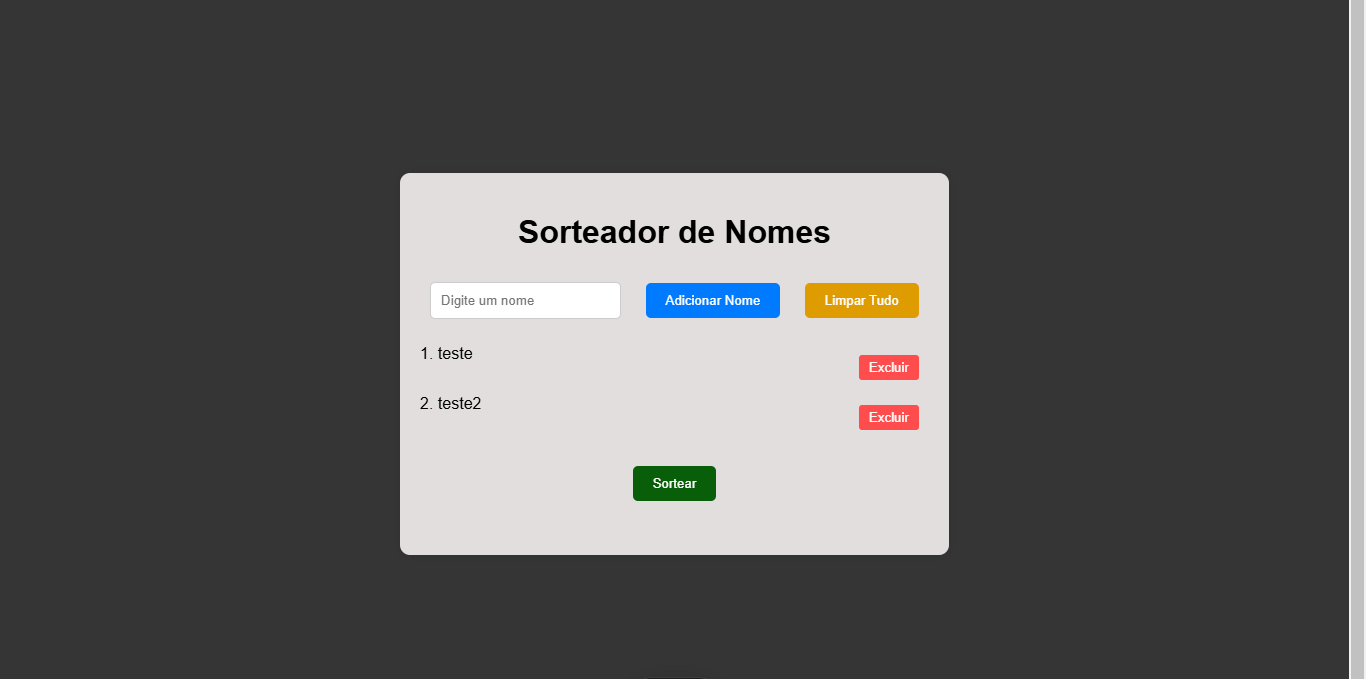 Sorteador de Nomes
Digite um nome Adicionar Nome Limpar Tudo
1. teste Excluir
2. teste2 Excluir
Sortear